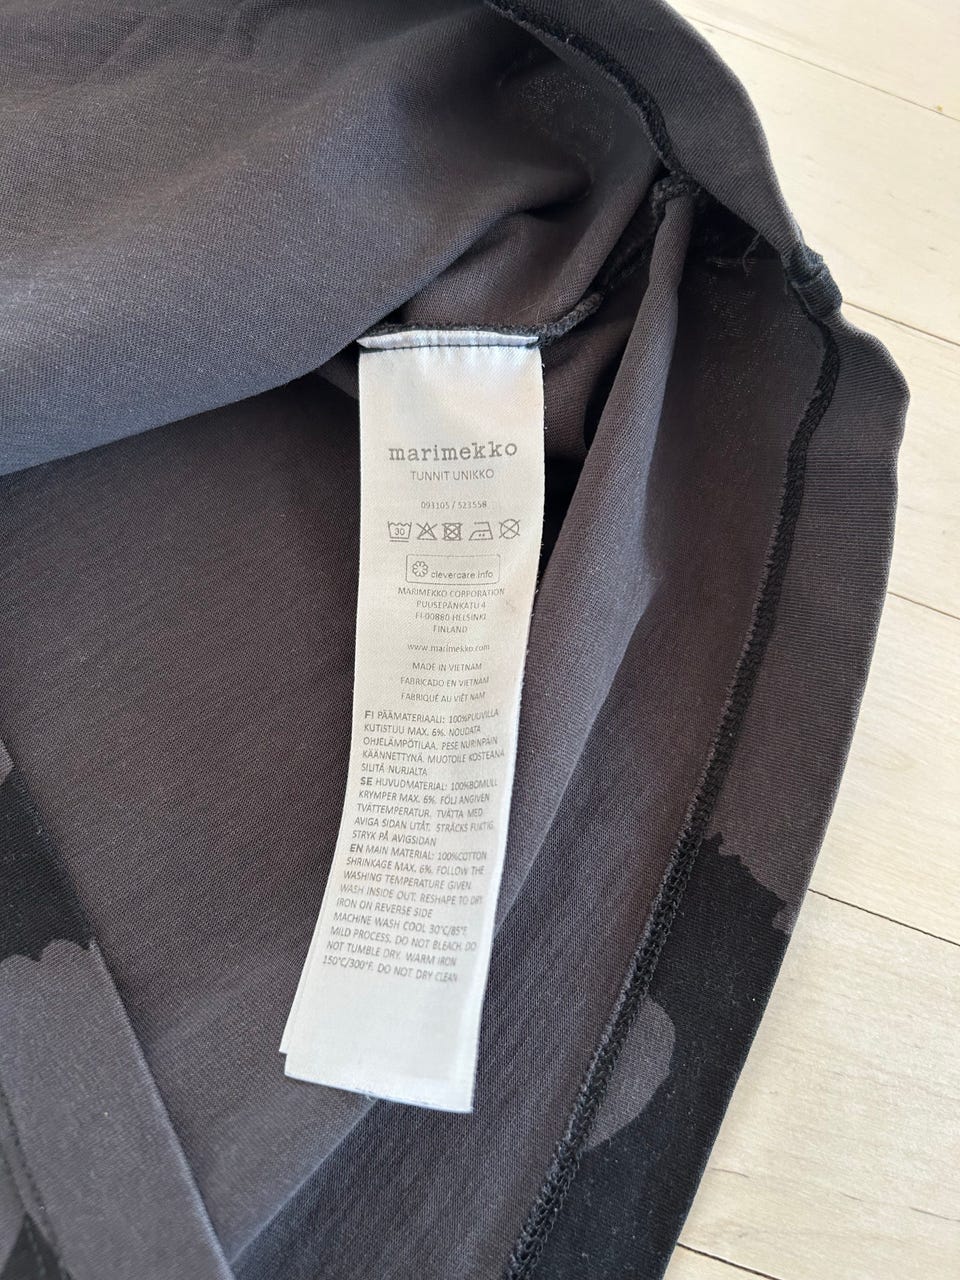 marimekko
TUNNIT UNIKKO
093105 / 523558
30
clevercare.info
MARIMEKKO CORPORATION
PUUSEPÄNKATU 4
FI-00880 HELSINKI
FINLAND
www.marimekko.com
MADE IN VIETNAM
FABRICADO EN VIETNAM
FABRIQUÉ AU VIÊT NAM
FI PÄÄMATERIAALI: 100%PUUVILLA
KUTISTUU MAX. 6%. NOUDATA
OHJELÄMPÖTILAA. PESE NURINPÄIN
KÄÄNNETTYNÄ. MUOTOILE KOSTEANA
SILITÄ NURJALTA
SE HUVUDMATERIAL: 100%BOMULL
KRYMPER MAX. 6%. FÖLJ ANGIVEN
TVÄTTEMPERATUR. TVÄTTA MED
AVIGA SIDAN UTÅT. STRÄCKS FUKTIG.
STRYK PÅ AVIGSIDAN
EN MAIN MATERIAL: 100%COTTON
SHRINKAGE MAX. 6%. FOLLOW THE
WASHING TEMPERATURE GIVEN.
WASH INSIDE OUT. RESHAPE TO DRY
IRON ON REVERSE SIDE
MACHINE WASH COOL 30°C/85°F.
MILD PROCESS. DO NOT BLEACH. DO
NOT TUMBLE DRY. WARM IRON
150°C/300°F. DO NOT DRY CLEAN